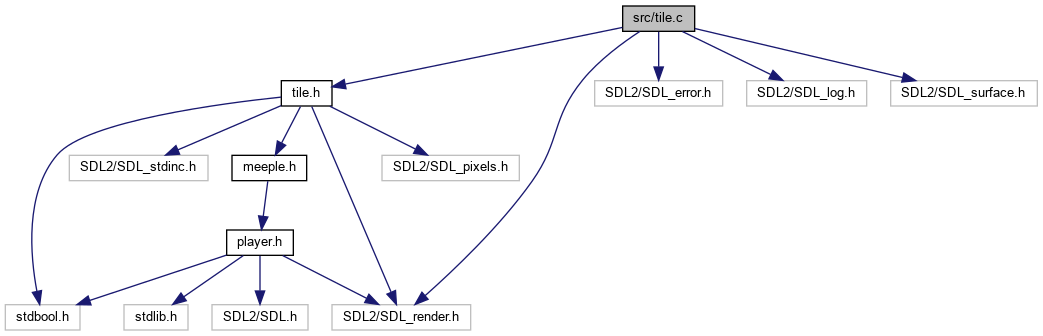 src/tile.c
tile.h
SDL2/SDL_error.h
SDL2/SDL_log.h
SDL2/SDL_surface.h
SDL2/SDL_stdinc.h
meeple.h
SDL2/SDL_pixels.h
player.h
stdbool.h
stdlib.h
SDL2/SDL.h
SDL2/SDL_render.h